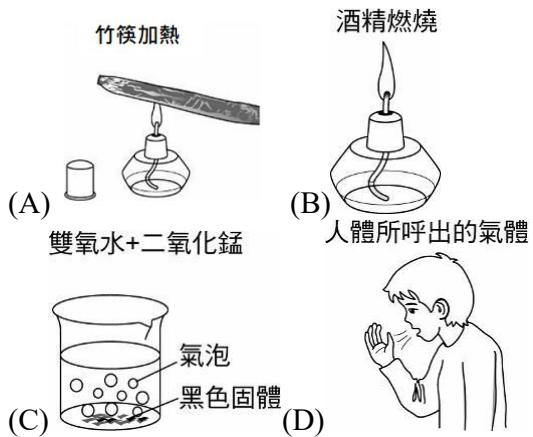 竹筷加熱
(A)
酒精燃燒
(B)
雙氧水+二氧化錳
氣泡
黑色固體
(C)
人體所呼出的氣體
(D)